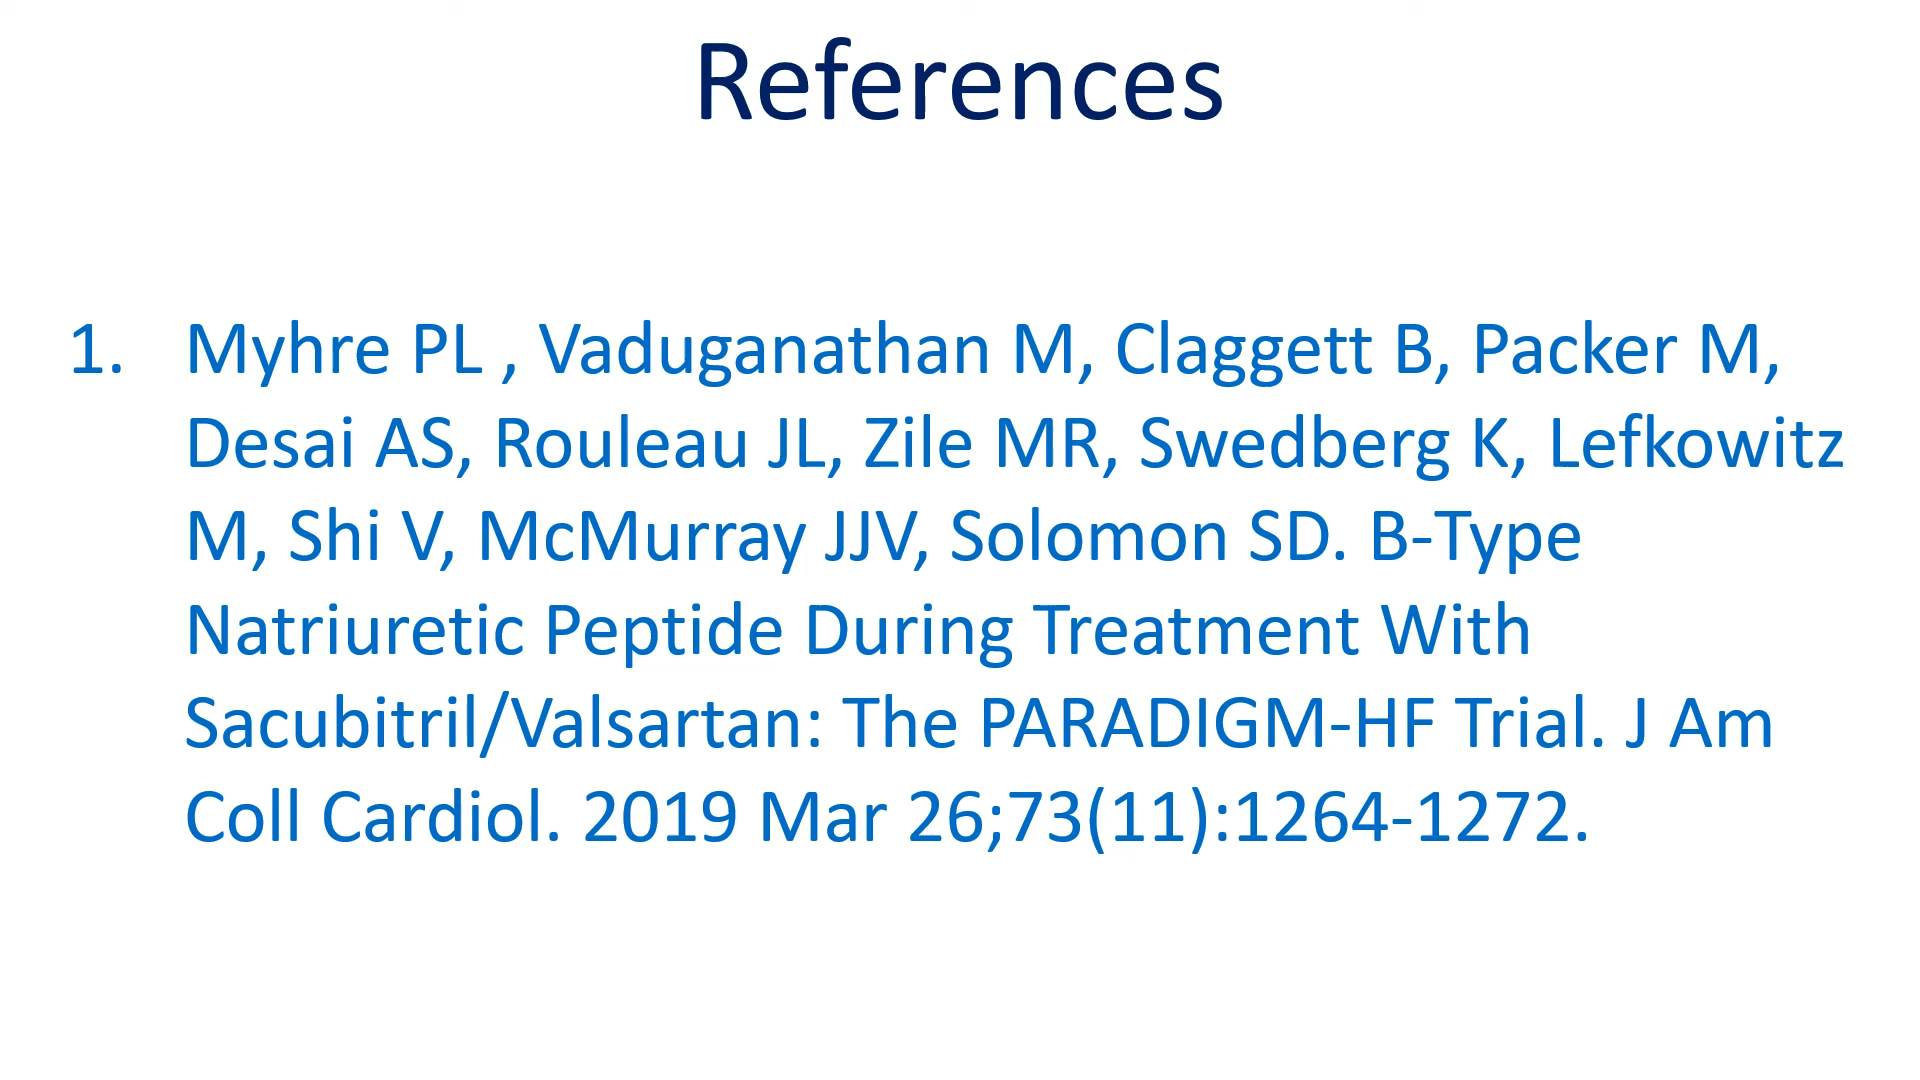 References
1. Myhre PL , Vaduganathan M, Claggett B, Packer M,
Desai AS, Rouleau JL, Zile MR, Swedberg K, Lefkowitz
M, Shi V, McMurray JJV, Solomon SD. B-Type
Natriuretic Peptide During Treatment With
Sacubitril/Valsartan: The PARADIGM-HF Trial. J Am
Coll Cardiol. 2019 Mar 26;73(11):1264-1272.